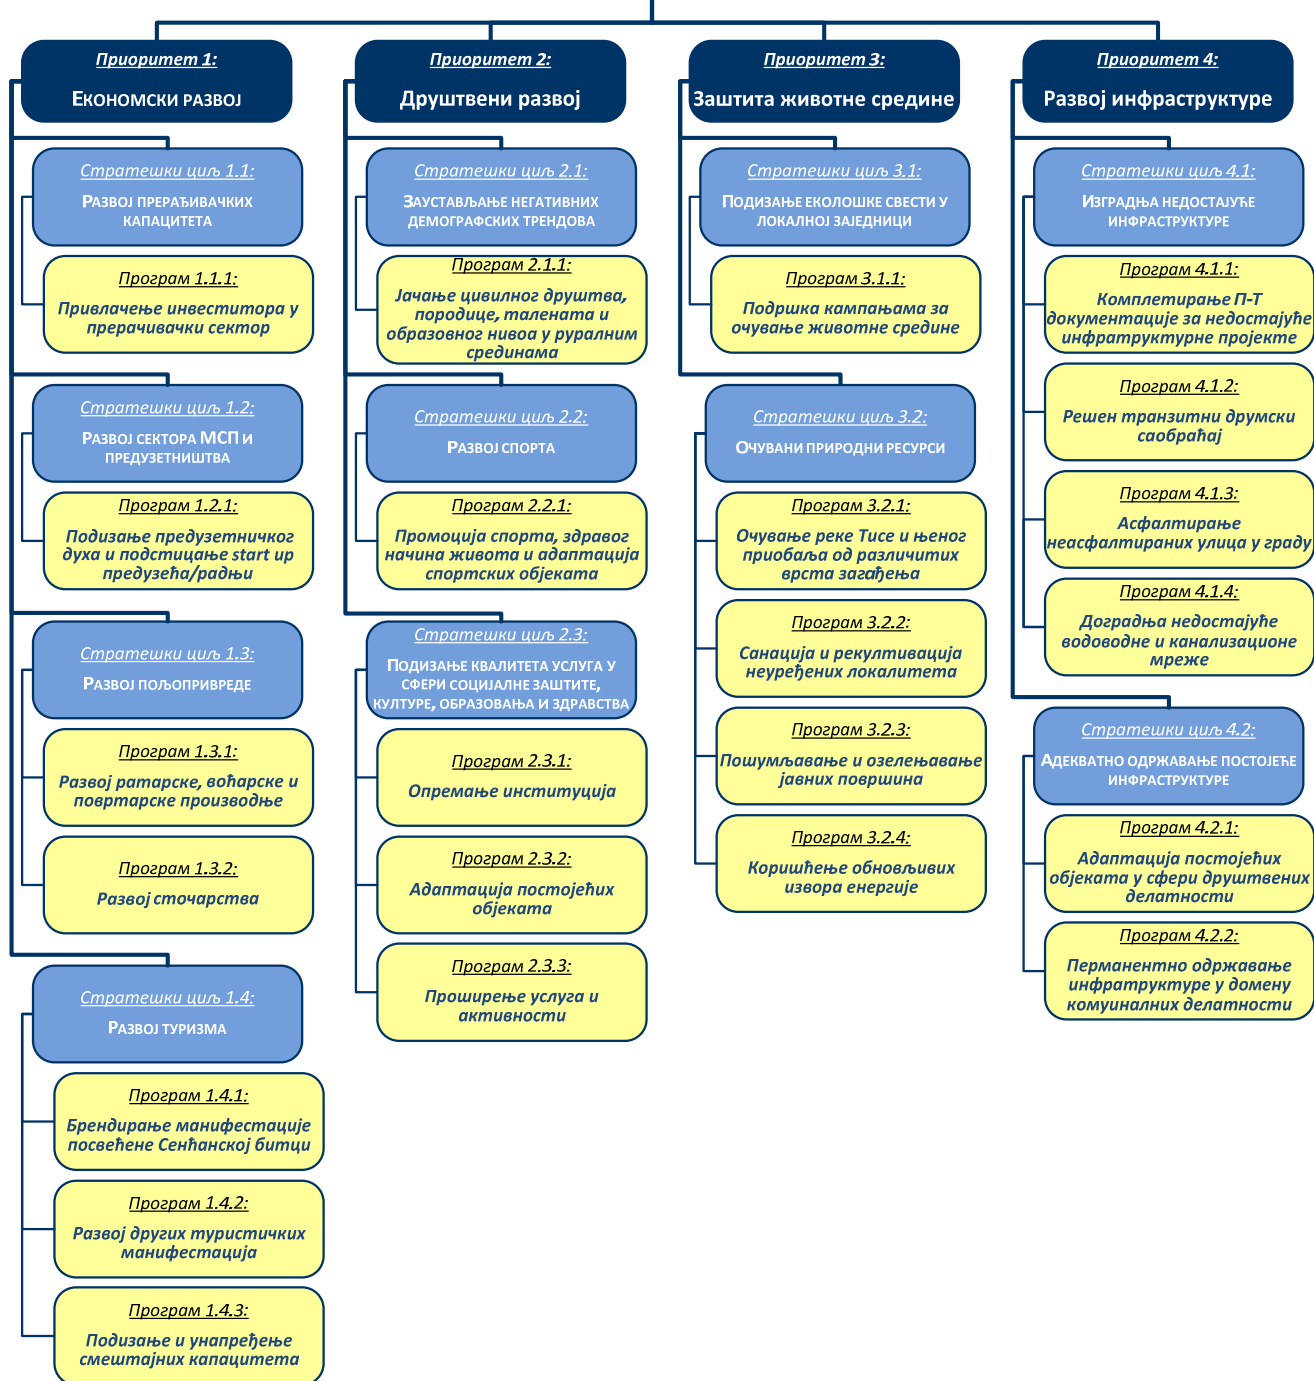 Приоритет 1:
Економски развој
Стратешки циљ 1.1:
Развој прерађивачких
капацитета
Програм 1.1.1:
Привлачење инвеститора у
прерачивачки сектор
Стратешки циљ 1.2:
Развој сектора МСП и
предузетништва
Програм 1.2.1:
Подизање предузетничког
духа и подстицање start up
предузећа/радњи
Стратешки циљ 1.3:
Развој пољопривреде
Програм 1.3.1:
Развој ратарске, воћарске и
повртарске производње
Програм 1.3.2:
Развој сточарства
Стратешки циљ 1.4:
Развој туризма
Програм 1.4.1:
Брендирање манифестације
посвећене Сенћанској битци
Програм 1.4.2:
Развој других туристичких
манифестација
Програм 1.4.3:
Подизање и унапређење
смештајних капацитета
Приоритет 2:
Друштвени развој
Стратешки циљ 2.1:
Заустављање негативних
демографских трендова
Програм 2.1.1:
Јачање цивилног друштва,
породице, талената и
образовног нивоа у руралним
срединама
Стратешки циљ 2.2:
Развој спорта
Програм 2.2.1:
Промоција спорта, здравог
начина живота и адаптација
спортских објеката
Стратешки циљ 2.3:
Подизање квалитета услуга у
сфери социјалне заштите,
културе, образовања и здравства
Програм 2.3.1:
Опремање институција
Програм 2.3.2:
Адаптација постојећих
објеката
Програм 2.3.3:
Проширење услуга и
активности
Приоритет 3:
Заштита животне средине
Стратешки циљ 3.1:
Подизање еколошке свести у
локалној заједници
Програм 3.1.1:
Подршка кампањама за
очување животне средине
Стратешки циљ 3.2:
Очувани природни ресурси
Програм 3.2.1:
Очување реке Тисе и њеног
приобаља од различитих
врста загађења
Програм 3.2.2:
Санација и рекултивација
неуређених локалитета
Програм 3.2.3:
Пошумљавање и озелењавање
јавних површина
Програм 3.2.4:
Коришћење обновљивих
извора енергије
Приоритет 4:
Развој инфраструктуре
Стратешки циљ 4.1:
Изградња недостајуће
инфраструктуре
Програм 4.1.1:
Комплетирање П-Т
документације за недостајуће
инфратруктурне пројекте
Програм 4.1.2:
Решен транзитни друмски
саобраћај
Програм 4.1.3:
Асфалтирање
неасфалтираних улица у граду
Програм 4.1.4:
Доградња недостајуће
водоводне и канализационе
мреже
Стратешки циљ 4.2:
Адекватно одржавање постојеће
инфраструктуре
Програм 4.2.1:
Адаптација постојећих
објеката у сфери друштвених
делатности
Програм 4.2.2:
Перманентно одржавање
инфратруктуре у домену
комуиналних делатности